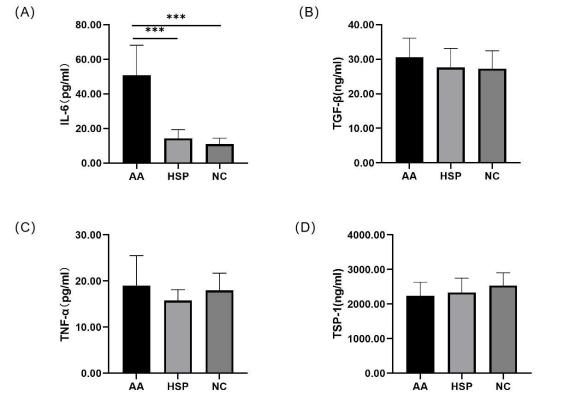 (A)
***
***
IL-6(pg/ml)
80.00
60.00
40.00
20.00
0.00
AA HSP NC
(B)
TGF-β(ng/ml)
40.00
30.00
20.00
10.00
0.00
AA HSP NC
(C)
TNF-α(pg/ml)
30.00
20.00
10.00
0.00
AA HSP NC
(D)
TSP-1(ng/ml)
4000.00
3000.00
2000.00
1000.00
0.00
AA HSP NC